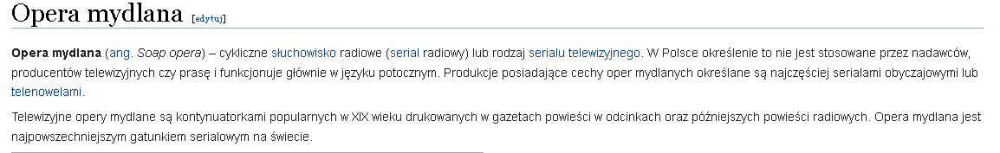 Opera mydlana [edytuj]
Opera mydlana (ang. Soap opera) – cykliczne słuchowisko radiowe (serial radiowy) lub rodzaj serialu telewizyjnego. W Polsce określenie to nie jest stosowane przez nadawców,
producentów telewizyjnych czy prasę i funkcjonuje głównie w języku potocznym. Produkcje posiadające cechy oper mydlanych określane są najczęściej serialami obyczajowymi lub
telenowelami.
Telewizyjne opery mydlane są kontynuatorkami popularnych w XIX wieku drukowanych w gazetach powieści w odcinkach oraz późniejszych powieści radiowych. Opera mydlana jest
najpowszechniejszym gatunkiem serialowym na świecie.